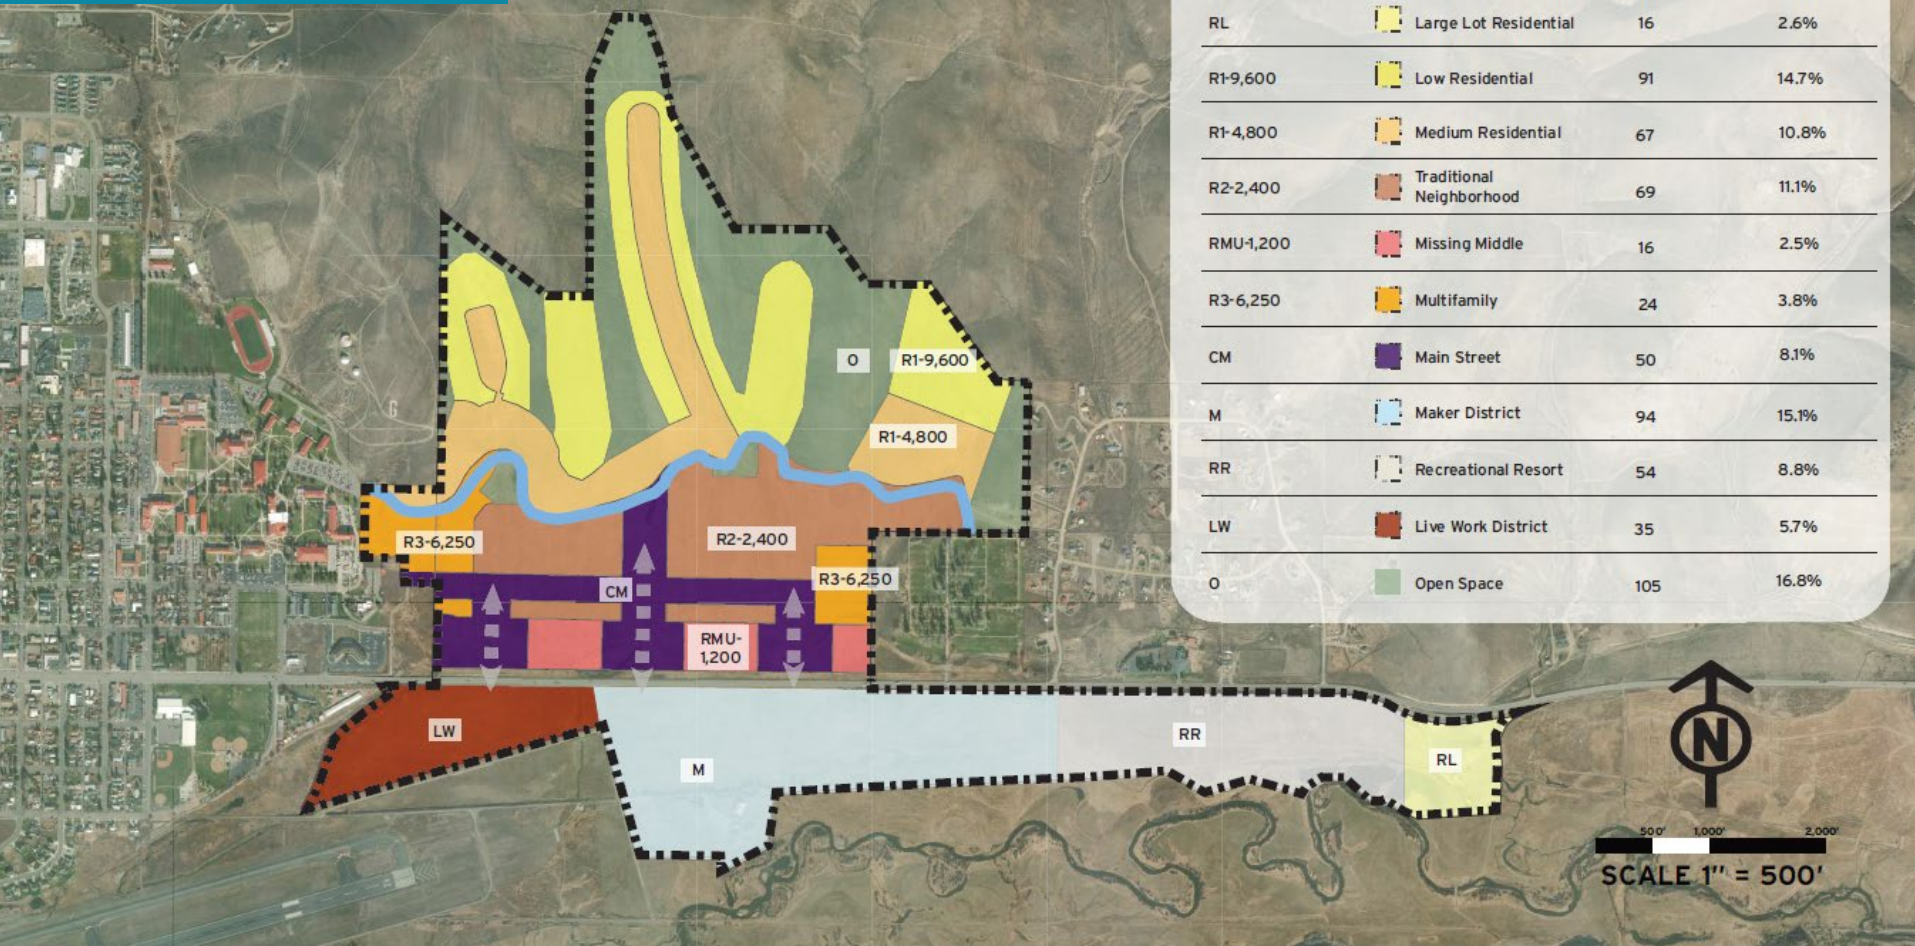 RL Large Lot Residential 16 2.6%
R1-9,600 Low Residential 91 14.7%
R1-4,800 Medium Residential 67 10.8%
R2-2,400 Traditional Neighborhood 69 11.1%
RMU-1,200 Missing Middle 16 2.5%
R3-6,250 Multifamily 24 3.8%
CM Main Street 50 8.1%
M Maker District 94 15.1%
RR Recreational Resort 54 8.8%
LW Live Work District 35 5.7%
O Open Space 105 16.8%
O
R1-9,600
R1-4,800
R3-6,250
R2-2,400
R3-6,250
CM
RMU-
1,200
LW
M
RR
RL
G
N
500' 1,000' 2,000'
SCALE 1" = 500'